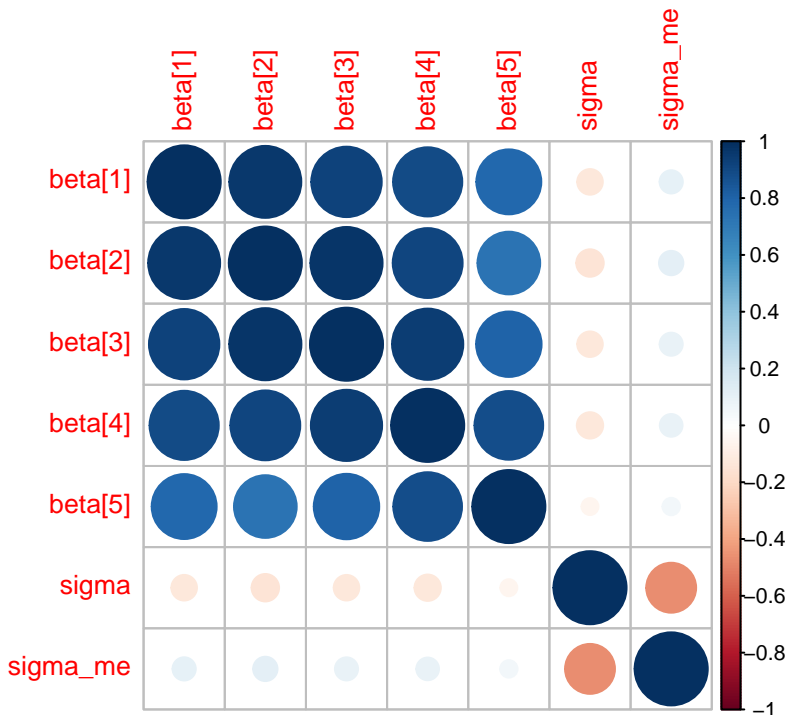 beta[1]
beta[2]
beta[3]
beta[4]
beta[5]
sigma
sigma_me
beta[1]
beta[2]
beta[3]
beta[4]
beta[5]
sigma
sigma_me
1
0.8
0.6
0.4
0.2
0
−0.2
−0.4
−0.6
−0.8
−1